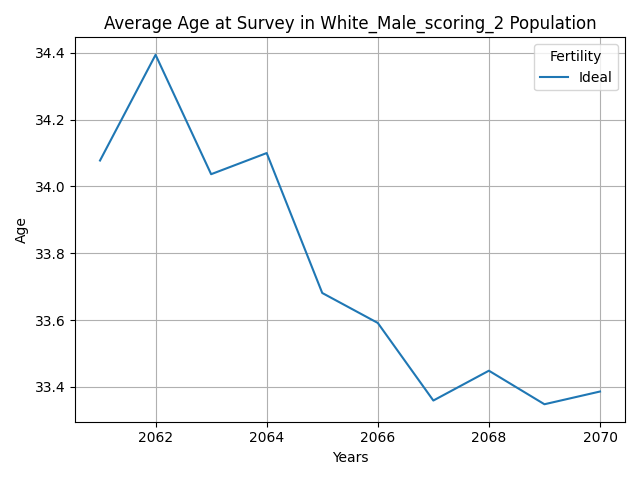 Average Age at Survey in White_Male_scoring_2 Population
Fertility
Ideal
34.4
34.2
34.0
33.8
33.6
33.4
Age
2062 2064 2066 2068 2070
Years